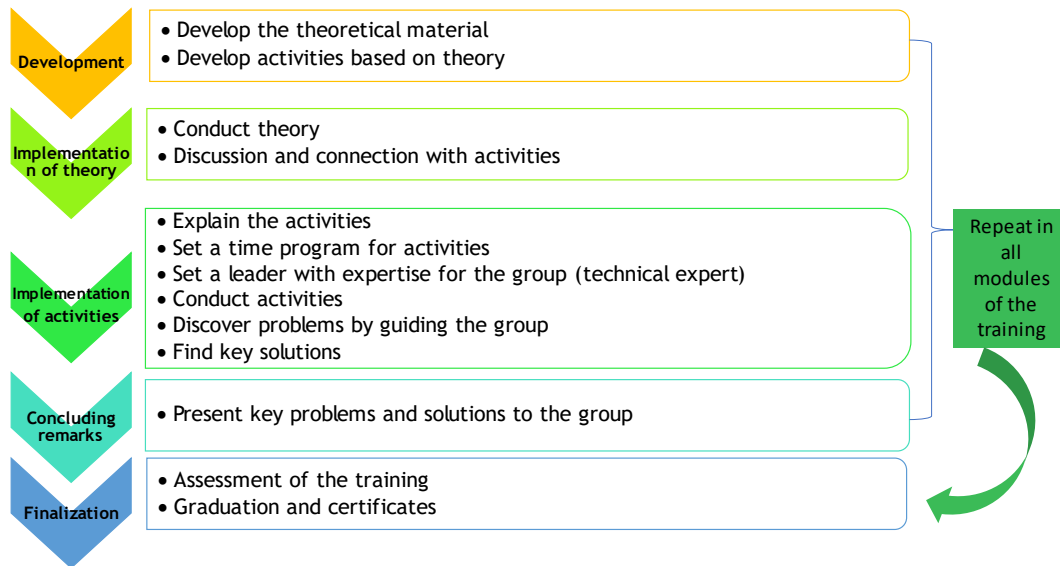 Development
• Develop the theoretical material
• Develop activities based on theory
Implementatio
n of theory
• Conduct theory
• Discussion and connection with activities
Implementation
of activities
• Explain the activities
• Set a time program for activities
• Set a leader with expertise for the group (technical expert)
• Conduct activities
• Discover problems by guiding the group
• Find key solutions
Concluding
remarks
• Present key problems and solutions to the group
Finalization
• Assessment of the training
• Graduation and certificates
Repeat in
all
modules
of the
training